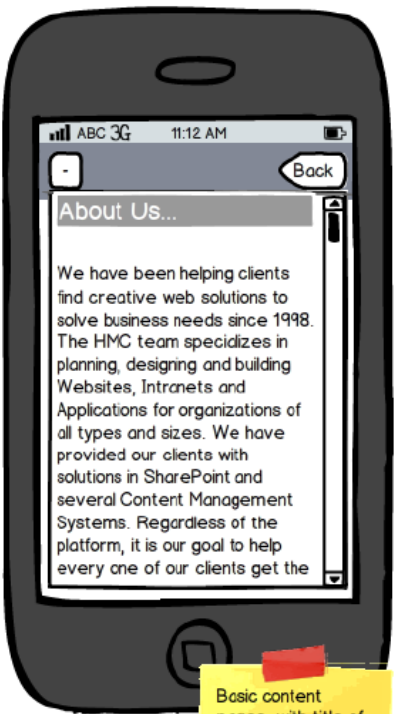 ABC 3G 11:12 AM
-
Back
About Us...
We have been helping clients
find creative web solutions to
solve business needs since 1998.
The HMC team specializes in
planning, designing and building
Websites, Intranets and
Applications for organizations of
all types and sizes. We have
provided our clients with
solutions in SharePoint and
several Content Management
Systems. Regardless of the
platform, it is our goal to help
every one of our clients get the
Basic content
with title of